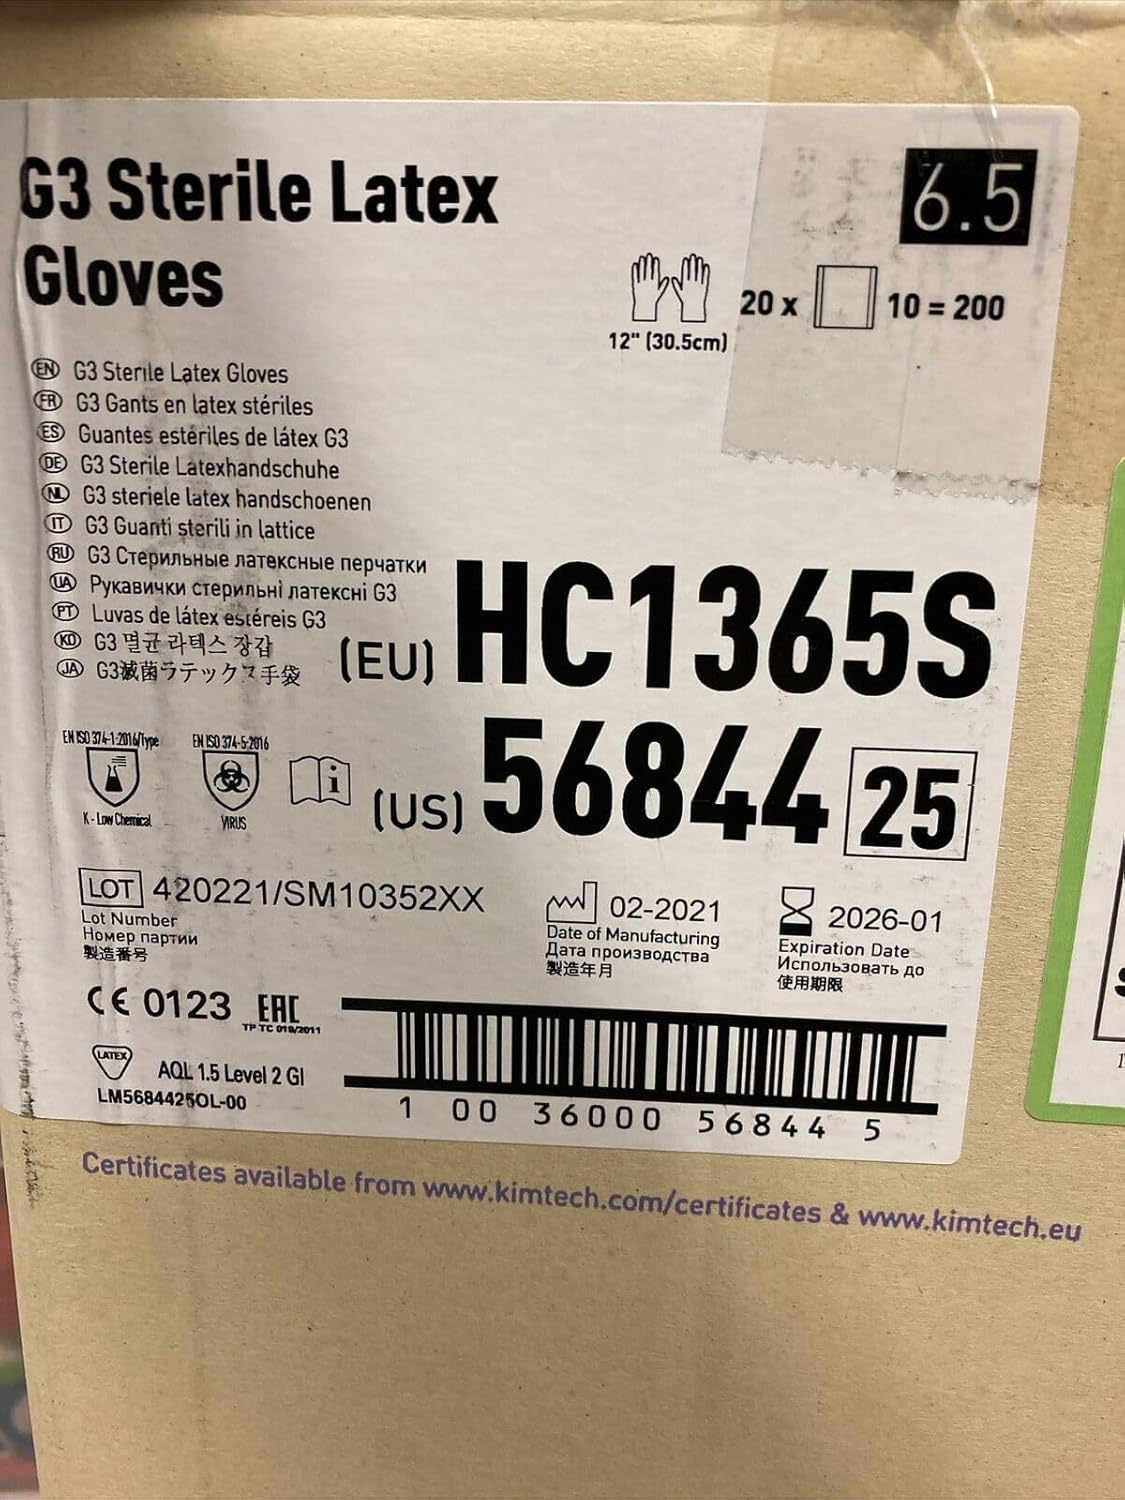 G3 Sterile Latex
Gloves
6.5
12" (30.5cm)
20 x 10 = 200
EN G3 Sterile Latex Gloves
FR G3 Gants en latex stériles
ES Guantes estériles de látex G3
DE G3 Sterile Latexhandschuhe
NL G3 steriele latex handschoenen
IT G3 Guanti sterili in lattice
RU G3 Стерильные латексные перчатки
UA Рукавички стерильні латексні G3
PT Luvas de látex estéreis G3
KO G3 멸균 라텍스 장갑
JA G3滅菌ラテックス手袋
(EU) HC1365S
(US) 56844 25
EN ISO 374-1:2016/Type
K - Low Chemical
EN ISO 374-5:2016
VIRUS
i
LOT 420221/SM10352XX
Lot Number
Номер партии
製造番号
02-2021
Date of Manufacturing
Дата производства
製造年月
2026-01
Expiration Date
Использовать до
使用期限
CE 0123 EAC
TP TC 019/2011
LATEX
AQL 1.5 Level 2 GI
LM5684425OL-00
1 00 36000 56844 5
Certificates available from www.kimtech.com/certificates & www.kimtech.eu